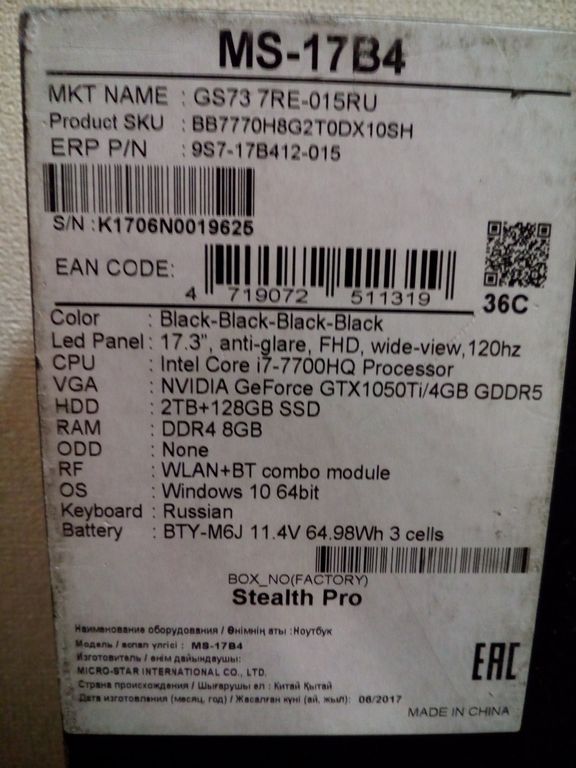 MS-17B4
MKT NAME : GS73 7RE-015RU
Product SKU : BB7770H8G2T0DX10SH
ERP P/N : 9S7-17B412-015
S/N :K1706N0019625
EAN CODE:
4 719072 511319
36C
Color : Black-Black-Black-Black
Led Panel : 17.3", anti-glare, FHD, wide-view,120hz
CPU : Intel Core i7-7700HQ Processor
VGA : NVIDIA GeForce GTX1050Ti/4GB GDDR5
HDD : 2TB+128GB SSD
RAM : DDR4 8GB
ODD : None
RF : WLAN+BT combo module
OS : Windows 10 64bit
Keyboard : Russian
Battery : BTY-M6J 11.4V 64.98Wh 3 cells
BOX_NO(FACTORY)
Stealth Pro
Наименование оборудования / Өнімнің аты :Ноутбук
Модель / аспап үлгісі : MS-17B4
Изготовитель / өнім дайындаушы:
MICRO-STAR INTERNATIONAL CO., LTD.
Страна происхождения / Шығарушы ел : Китай Қытай
Дата изготовления (месяц, год) / Жасалған күні (ай, жыл): 06/2017
EAC
MADE IN CHINA